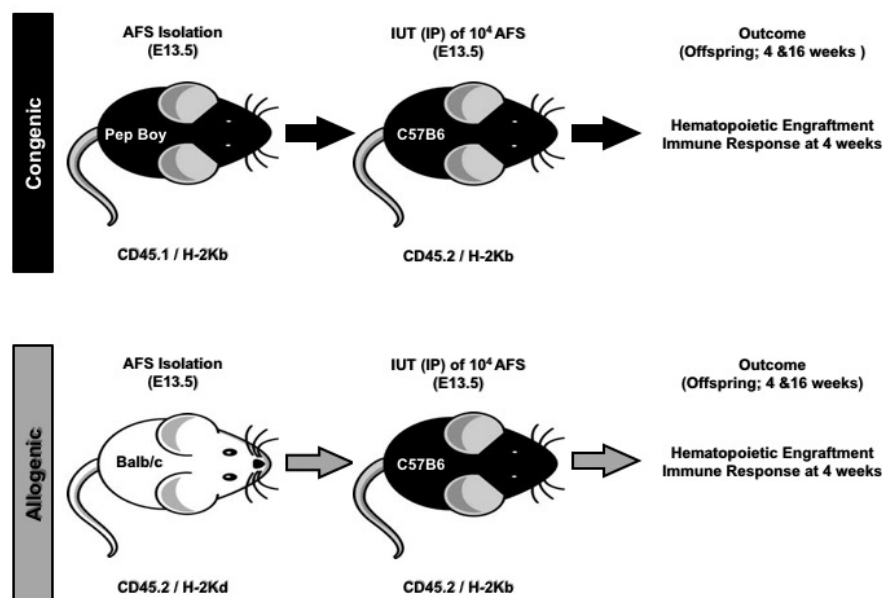 Congenic
AFS Isolation
(E13.5)
IUT (IP) of 10⁴ AFS
(E13.5)
Outcome
(Offspring; 4 &16 weeks )
Pep Boy
C57B6
Hematopoietic Engraftment
Immune Response at 4 weeks
CD45.1 / H-2Kb
CD45.2 / H-2Kb
Allogenic
AFS Isolation
(E13.5)
IUT (IP) of 10⁴ AFS
(E13.5)
Outcome
(Offspring; 4 &16 weeks)
Balb/c
C57B6
Hematopoietic Engraftment
Immune Response at 4 weeks
CD45.2 / H-2Kd
CD45.2 / H-2Kb